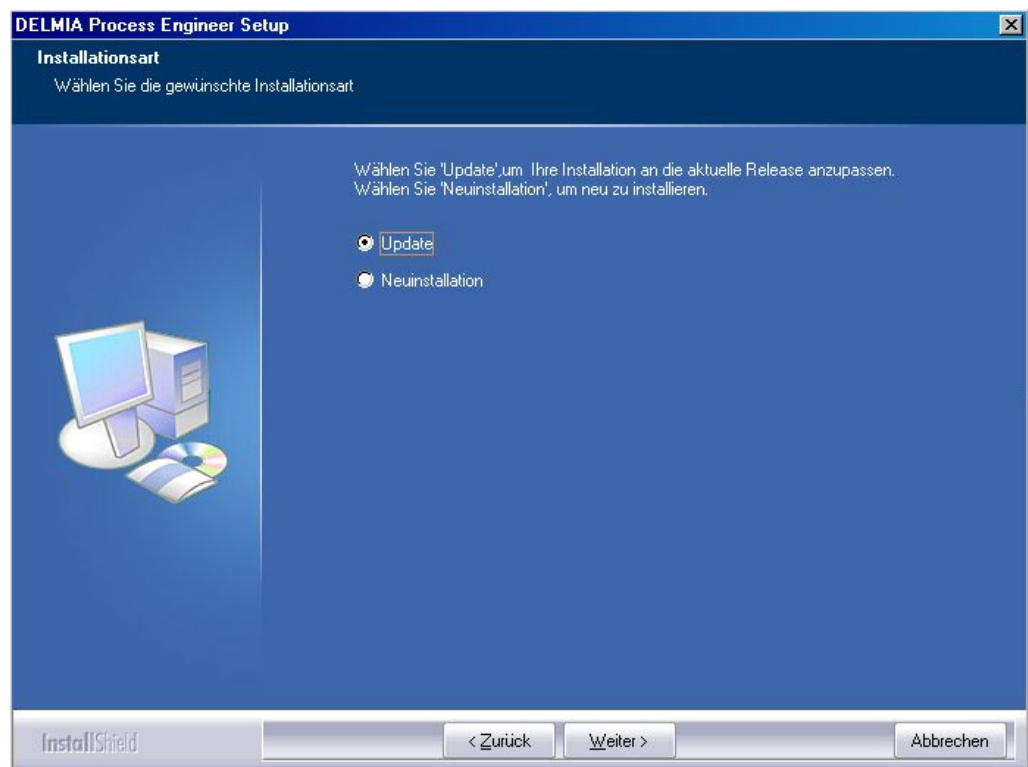 DELMIA Process Engineer Setup
Installationsart
Wählen Sie die gewünschte Installationsart
Wählen Sie 'Update',um Ihre Installation an die aktuelle Release anzupassen.
Wählen Sie 'Neuinstallation', um neu zu installieren.
Update
Neuinstallation
InstallShield
< Zurück
Weiter >
Abbrechen